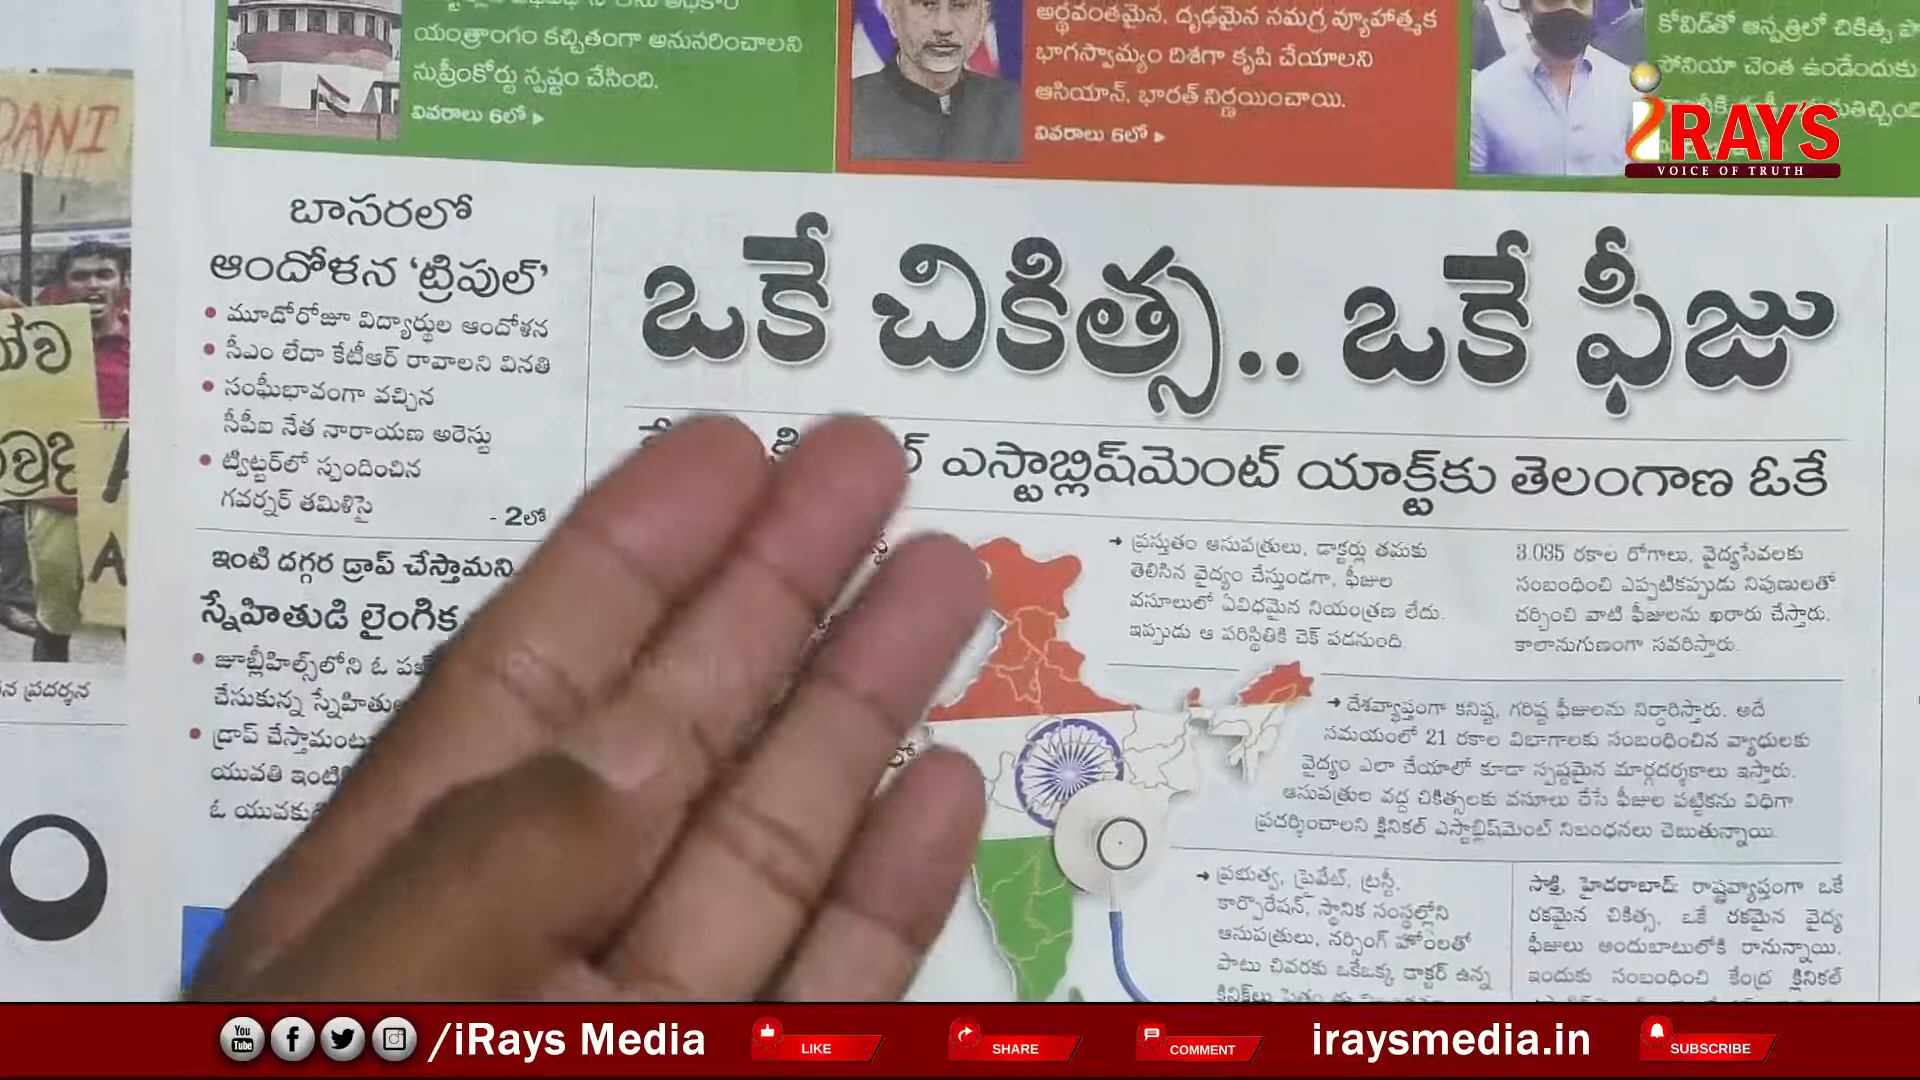 యంత్రాంగం కచ్చితంగా అనుసరించాలని
సుప్రీంకోర్టు స్పష్టం చేసింది.
వివరాలు 6లో ▶
అర్థవంతమైన, దృఢమైన సమగ్ర వ్యూహాత్మక
భాగస్వామ్యం దిశగా కృషి చేయాలని
ఆసియాన్, భారత్ నిర్ణయించాయి.
వివరాలు 6లో ▶
కోవిడ్‌తో ఆస్పత్రిలో చికిత్స
సోనియా చెంత ఉండేందుకు
iRAY'S
VOICE OF TRUTH
DANI
ప్రదర్శన
బాసరలో
ఆందోళన ‘ట్రిపుల్’
• మూడోరోజూ విద్యార్థుల ఆందోళన
• సీఎం లేదా కేటీఆర్ రావాలని వినతి
• సంఘీభావంగా వచ్చిన
సీపీఐ నేత నారాయణ అరెస్టు
• ట్విట్టర్‌లో స్పందించిన
గవర్నర్ తమిళిసై
- 2లో
ఇంటి దగ్గర డ్రాప్ చేస్తామని
స్నేహితుడి లైంగిక
• జూబ్లీహిల్స్‌లోని ఓ
చేసుకున్న
• డ్రాప్
యువతి
ఓ
ఒకే చికిత్స.. ఒకే ఫీజు
ఎస్టాబ్లిష్‌మెంట్ యాక్ట్‌కు తెలంగాణ ఓకే
→ ప్రస్తుతం ఆసుపత్రులు, డాక్టర్లు తమకు
తెలిసిన వైద్యం చేస్తుండగా, ఫీజుల
వసూలులో ఏవిధమైన నియంత్రణ లేదు.
ఇప్పుడు ఆ పరిస్థితికి చెక్ పడనుంది.
3,035 రకాల రోగాలు, వైద్యసేవలకు
సంబంధించి ఎప్పటికప్పుడు నిపుణులతో
చర్చించి వాటి ఫీజులను ఖరారు చేస్తారు.
కాలానుగుణంగా సవరిస్తారు.
→ దేశవ్యాప్తంగా కనిష్ట, గరిష్ట ఫీజులను నిర్ధారిస్తారు. అదే
సమయంలో 21 రకాల విభాగాలకు సంబంధించిన వ్యాధులకు
వైద్యం ఎలా చేయాలో కూడా స్పష్టమైన మార్గదర్శకాలు ఇస్తారు.
ఆసుపత్రుల వద్ద చికిత్సలకు వసూలు చేసే ఫీజుల పట్టికను విధిగా
ప్రదర్శించాలని క్లినికల్ ఎస్టాబ్లిష్‌మెంట్ నిబంధనలు చెబుతున్నాయి.
→ ప్రభుత్వ, ప్రైవేట్, ట్రస్టీ,
కార్పొరేషన్, స్థానిక సంస్థల్లోని
ఆసుపత్రులు, నర్సింగ్ హోంలతో
పాటు చివరకు ఒకేఒక్క డాక్టర్ ఉన్న
సాక్షి, హైదరాబాద్: రాష్ట్రవ్యాప్తంగా ఒకే
రకమైన చికిత్స, ఒకే రకమైన వైద్య
ఫీజులు అందుబాటులోకి రానున్నాయి.
ఇందుకు సంబంధించి కేంద్ర క్లినికల్
You Tube /iRays Media
LIKE
SHARE
COMMENT
iraysmedia.in
SUBSCRIBE